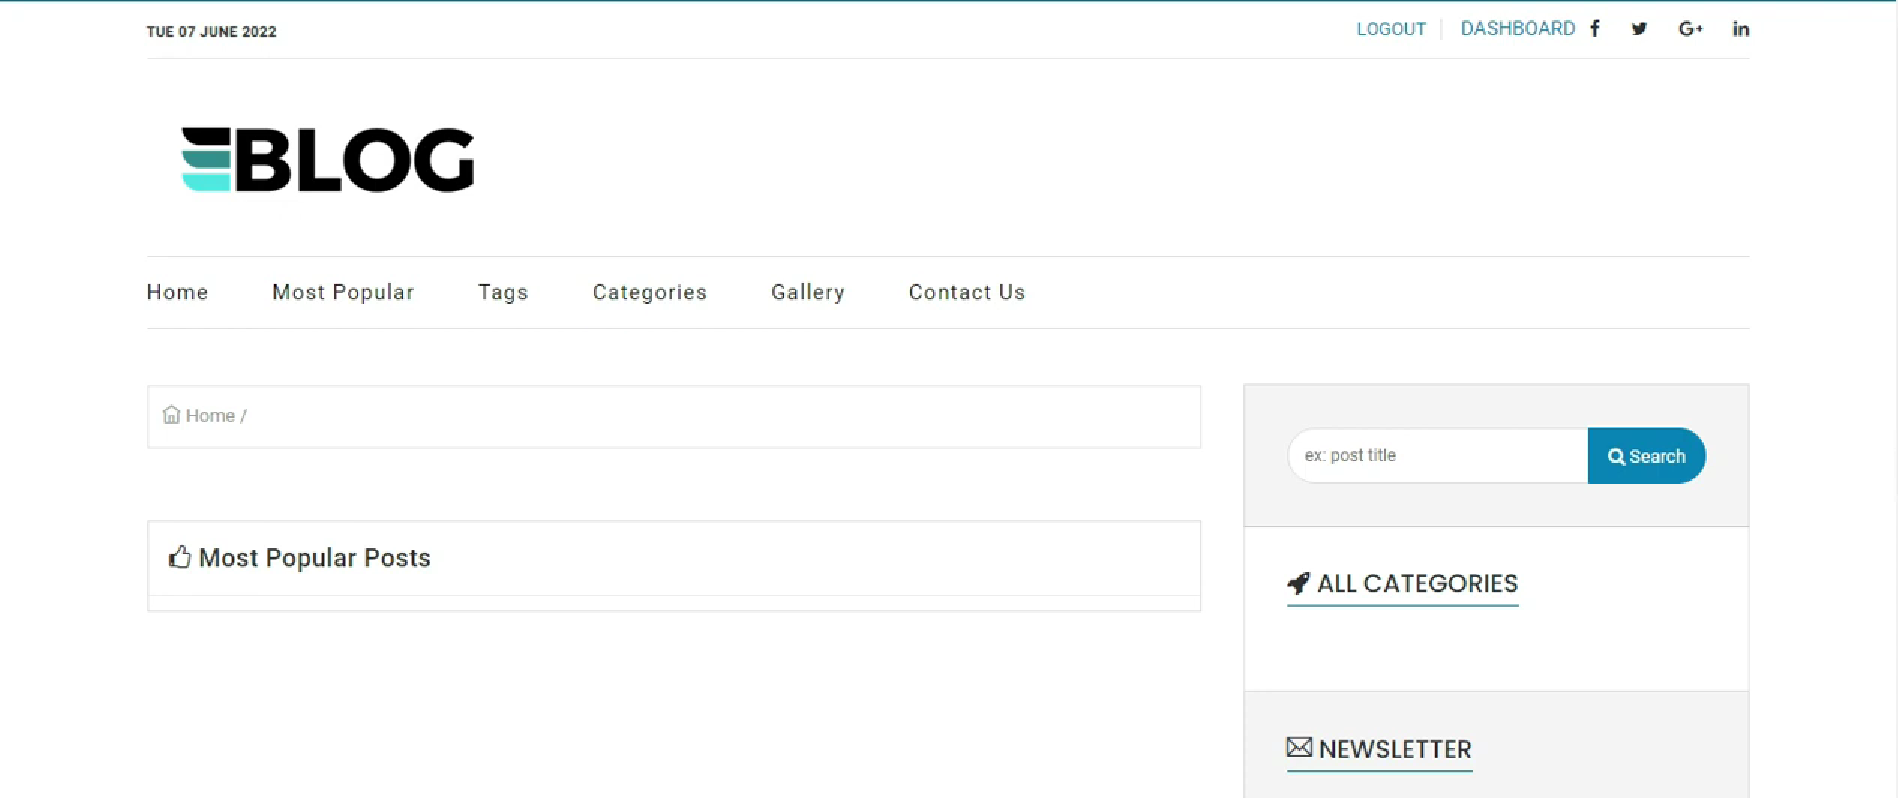 TUE 07 JUNE 2022
LOGOUT DASHBOARD
BLOG
Home Most Popular Tags Categories Gallery Contact Us
Home /
ex: post title Search
Most Popular Posts
ALL CATEGORIES
NEWSLETTER